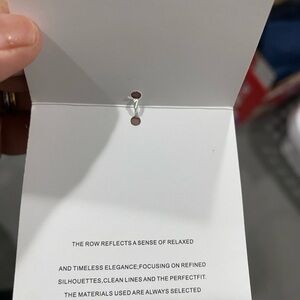 THE ROW REFLECTS A SENSE OF RELAXED
AND TIMELESS ELEGANCE;FOCUSING ON REFINED
SILHOUETTES,CLEAN LINES AND THE PERFECTFIT.
THE MATERIALS USED ARE ALWAYS SELECTED